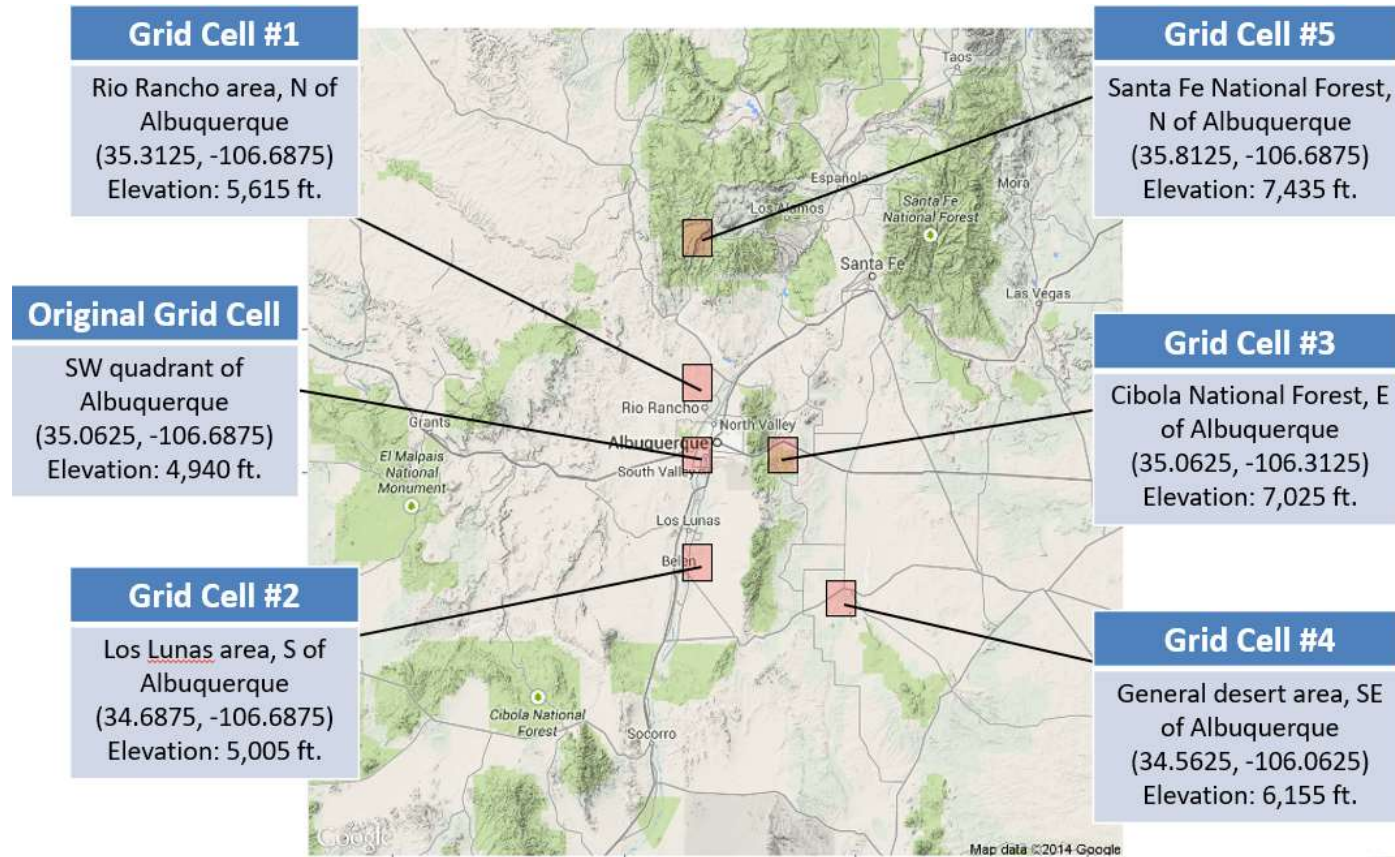 Grid Cell #1
Rio Rancho area, N of
Albuquerque
(35.3125, -106.6875)
Elevation: 5,615 ft.
Original Grid Cell
SW quadrant of
Albuquerque
(35.0625, -106.6875)
Elevation: 4,940 ft.
Grid Cell #2
Los Lunas area, S of
Albuquerque
(34.6875, -106.6875)
Elevation: 5,005 ft.
Taos
Española
Los Alamos
Mora
Santa Fe
National Forest
Santa Fe
Las Vegas
Rio Rancho
North Valley
Grants
Albuquerque
South Valley
El Malpais
National
Monument
Los Lunas
Belen
Cibola National
Forest
Socorro
Google
Map data ©2014 Google
Grid Cell #5
Santa Fe National Forest,
N of Albuquerque
(35.8125, -106.6875)
Elevation: 7,435 ft.
Grid Cell #3
Cibola National Forest, E
of Albuquerque
(35.0625, -106.3125)
Elevation: 7,025 ft.
Grid Cell #4
General desert area, SE
of Albuquerque
(34.5625, -106.0625)
Elevation: 6,155 ft.